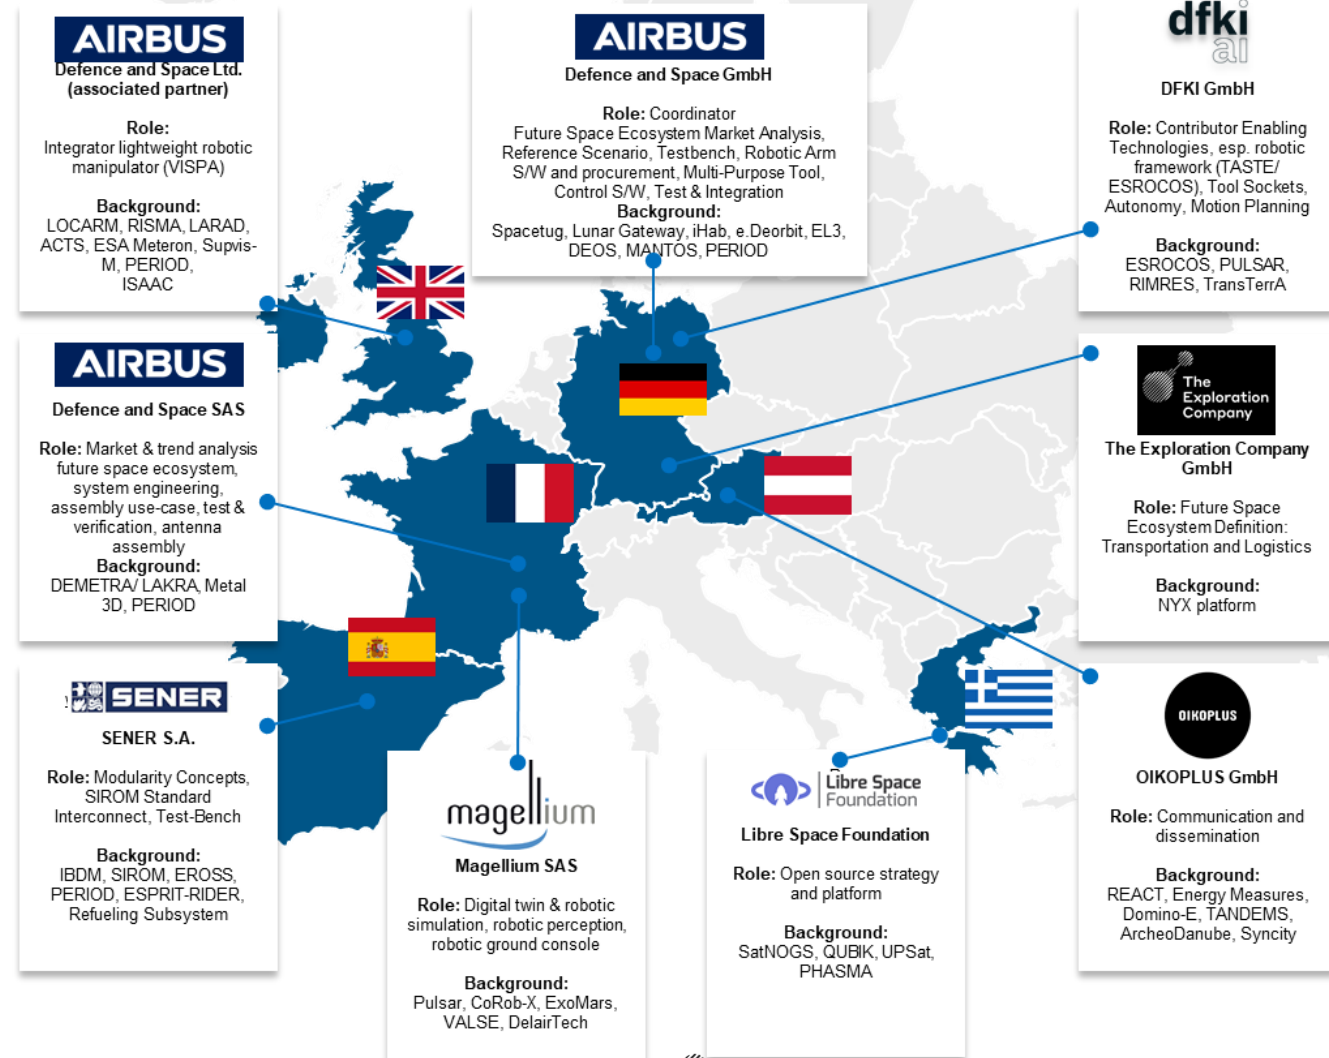 AIRBUS
Defence and Space Ltd.
(associated partner)
Role:
Integrator lightweight robotic
manipulator (VISPA)
Background:
LOCARM, RISMA, LARAD,
ACTS, ESA Meteron, Supvis-
M, PERIOD,
ISAAC
AIRBUS
Defence and Space GmbH
Role: Coordinator
Future Space Ecosystem Market Analysis,
Reference Scenario, Testbench, Robotic Arm
S/W and procurement, Multi-Purpose Tool,
Control S/W, Test & Integration
Background:
Spacetug, Lunar Gateway, iHab, e.Deorbit, EL3,
DEOS, MANTOS, PERIOD
dfki
ai
DFKI GmbH
Role: Contributor Enabling
Technologies, esp. robotic
framework (TASTE/
ESROCOS), Tool Sockets,
Autonomy, Motion Planning
Background:
ESROCOS, PULSAR,
RIMRES, TransTerrA
AIRBUS
Defence and Space SAS
Role: Market & trend analysis
future space ecosystem,
system engineering,
assembly use-case, test &
verification, antenna
assembly
Background:
DEMETRA/ LAKRA, Metal
3D, PERIOD
The
Exploration
Company
The Exploration Company
GmbH
Role: Future Space
Ecosystem Definition:
Transportation and Logistics
Background:
NYX platform
SENER
SENER S.A.
Role: Modularity Concepts,
SIROM Standard
Interconnect, Test-Bench
Background:
IBDM, SIROM, EROSS,
PERIOD, ESPRIT-RIDER,
Refueling Subsystem
magellium
Magellium SAS
Role: Digital twin & robotic
simulation, robotic perception,
robotic ground console
Background:
Pulsar, CoRob-X, ExoMars,
VALSE, DelairTech
Libre Space
Foundation
Libre Space Foundation
Role: Open source strategy
and platform
Background:
SatNOGS, QUBIK, UPSat,
PHASMA
OIKOPLUS
OIKOPLUS GmbH
Role: Communication and
dissemination
Background:
REACT, Energy Measures,
Domino-E, TANDEMS,
ArcheoDanube, Syncity